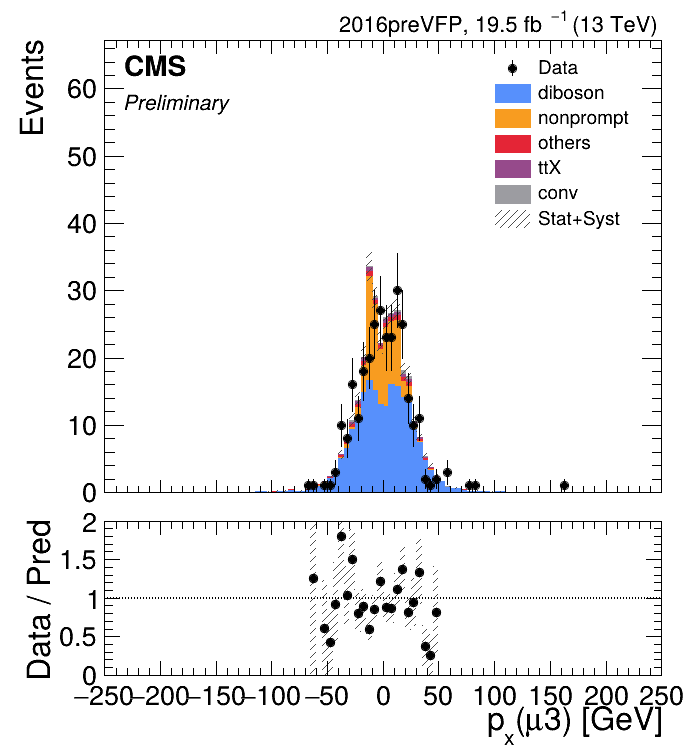 2016preVFP, 19.5 fb⁻¹ (13 TeV)
CMS
Preliminary
Events
60
50
40
30
20
10
0
Data
diboson
nonprompt
others
ttX
conv
Stat+Syst
Data / Pred
2
1.5
1
0.5
0
−250 −200 −150 −100 −50 0 50 100 150 200 250
pₓ(μ3) [GeV]